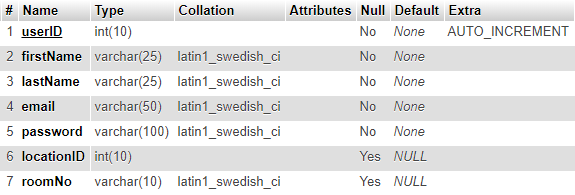 # Name Type Collation Attributes Null Default Extra
1 userID int(10) No None AUTO_INCREMENT
2 firstName varchar(25) latin1_swedish_ci No None
3 lastName varchar(25) latin1_swedish_ci No None
4 email varchar(50) latin1_swedish_ci No None
5 password varchar(100) latin1_swedish_ci No None
6 locationID int(10) Yes NULL
7 roomNo varchar(10) latin1_swedish_ci Yes NULL